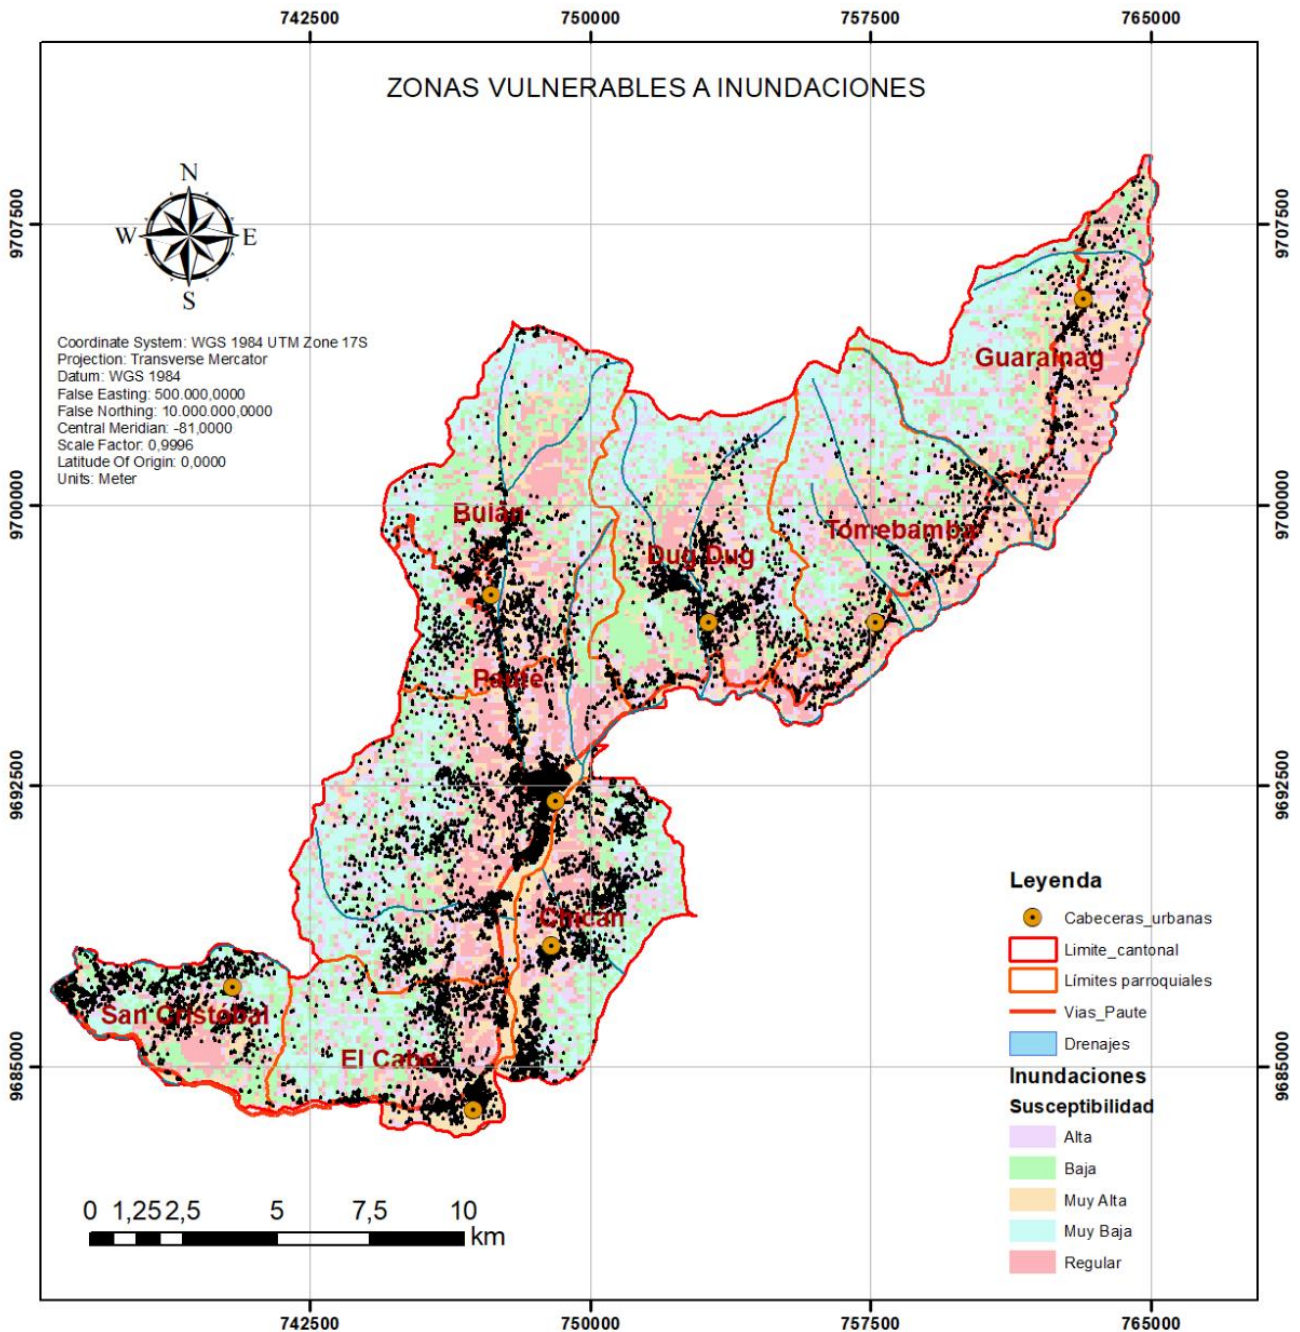 742500 750000 757500 765000
ZONAS VULNERABLES A INUNDACIONES
N
W E
S
9707500 9707500
Coordinate System: WGS 1984 UTM Zone 17S
Projection: Transverse Mercator
Datum: WGS 1984
False Easting: 500.000,0000
False Northing: 10.000.000,0000
Central Meridian: -81,0000
Scale Factor: 0,9996
Latitude Of Origin: 0,0000
Units: Meter
Guarainag
9700000 9700000
Bulán
Tomebamba
Dug Dug
Paute
9692500 9692500
Chicán
San Cristóbal
El Cabo
9685000 9685000
Leyenda
Cabeceras_urbanas
Limite_cantonal
Límites parroquiales
Vias_Paute
Drenajes
Inundaciones
Susceptibilidad
Alta
Baja
Muy Alta
Muy Baja
Regular
0 1,25 2,5 5 7,5 10
km
742500 750000 757500 765000